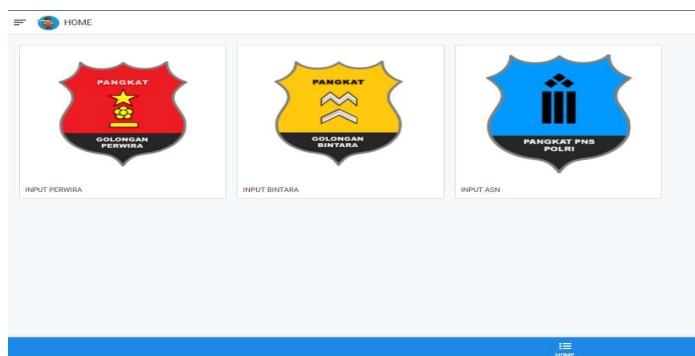 HOME
PANGKAT
GOLONGAN
PERWIRA
INPUT PERWIRA
PANGKAT
GOLONGAN
BINTARA
INPUT BINTARA
PANGKAT PNS
POLRI
INPUT ASN
HOME